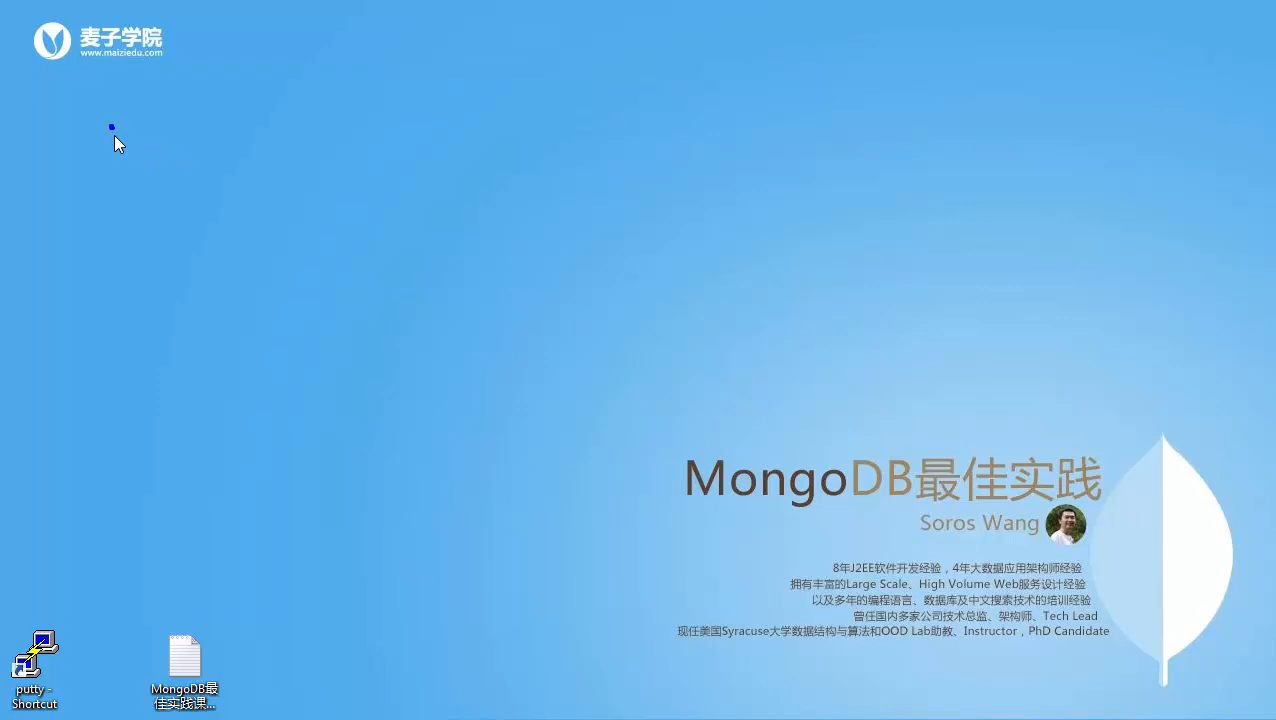 麦子学院
www.maiziedu.com
MongoDB最佳实践
Soros Wang
8年J2EE软件开发经验，4年大数据应用架构师经验
拥有丰富的Large Scale、High Volume Web服务设计经验
以及多年的编程语言、数据库及中文搜索技术的培训经验
曾任国内多家公司技术总监、架构师、Tech Lead
现任美国Syracuse大学数据结构与算法和OOD Lab助教、Instructor，PhD Candidate
putty -
Shortcut
MongoDB最
佳实践课...